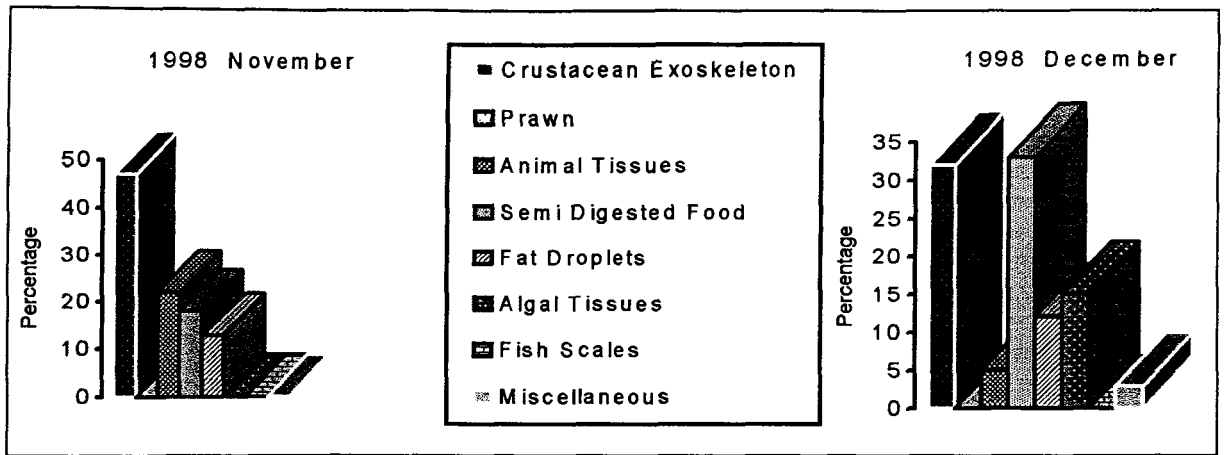 1998 November
Percentage
50
40
30
20
10
0
Crustacean Exoskeleton
Prawn
Animal Tissues
Semi Digested Food
Fat Droplets
Algal Tissues
Fish Scales
Miscellaneous
1998 December
Percentage
35
30
25
20
15
10
5
0